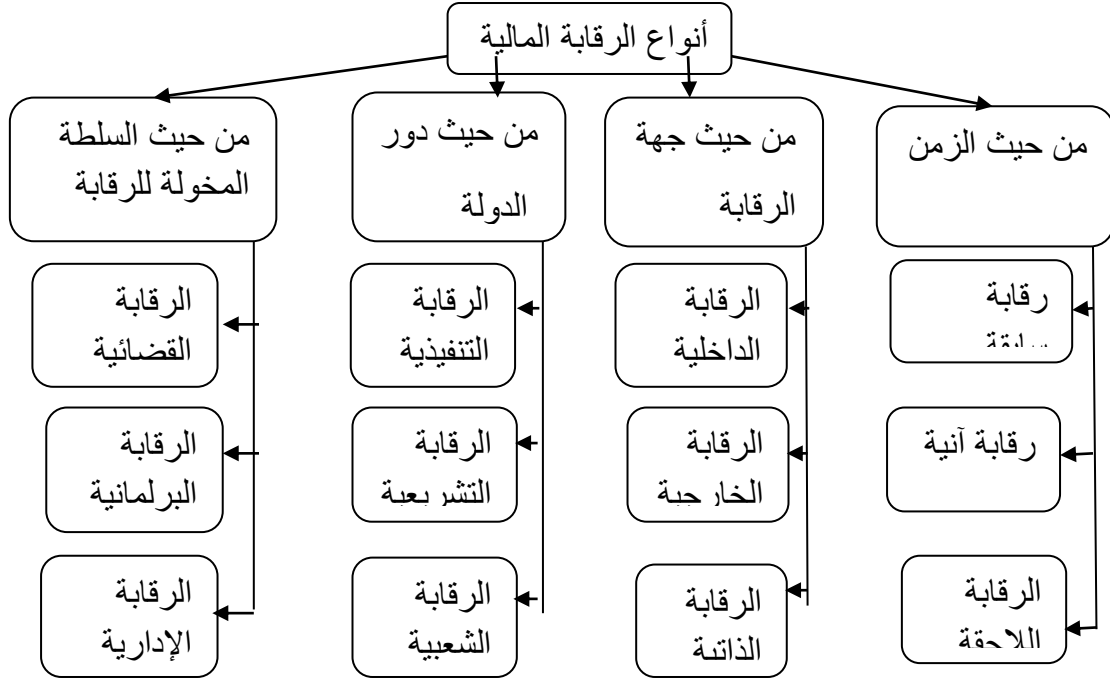 أنواع الرقابة المالية
من حيث الزمن
من حيث جهة
الرقابة
من حيث دور
الدولة
من حيث السلطة
المخولة للرقابة
رقابة
سابقة
رقابة آنية
الرقابة
اللاحقة
الرقابة
الداخلية
الرقابة
الخارجية
الرقابة
الذاتية
الرقابة
التنفيذية
الرقابة
التشريعية
الرقابة
الشعبية
الرقابة
القضائية
الرقابة
البرلمانية
الرقابة
الإدارية